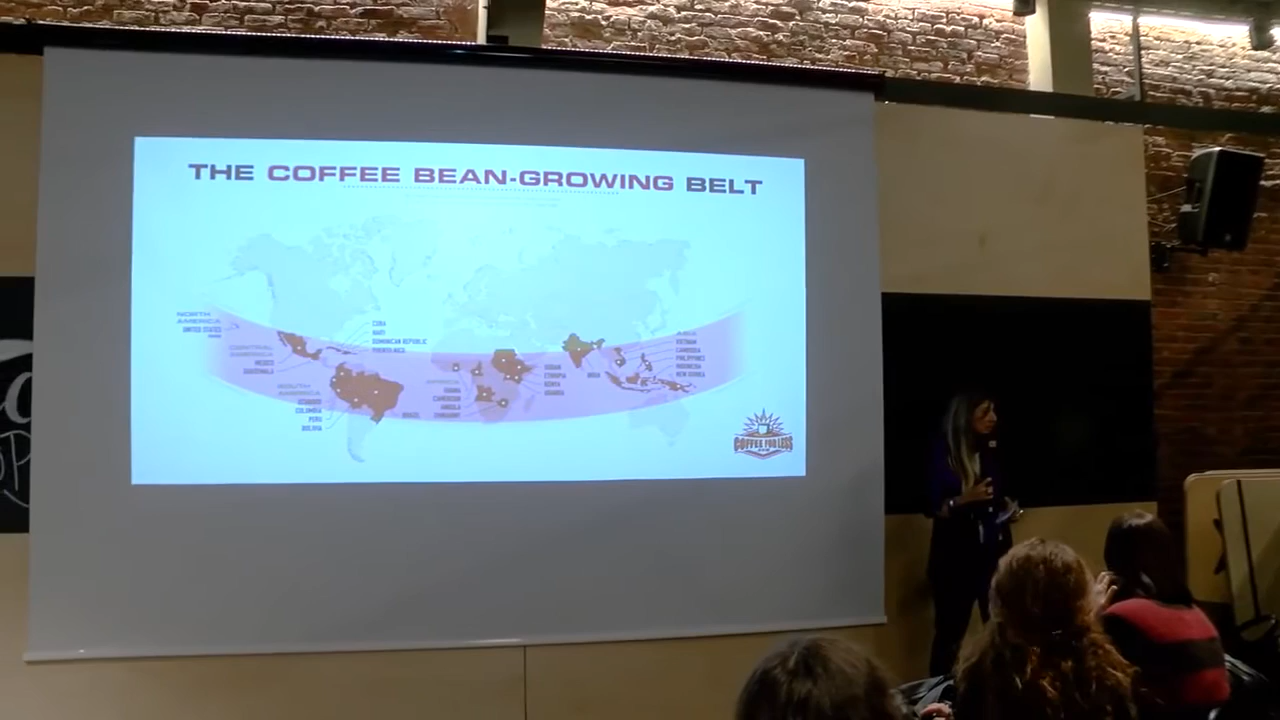 THE COFFEE BEAN-GROWING BELT
NORTH
AMERICA
UNITED STATES
CENTRAL
AMERICA
MEXICO
GUATEMALA
SOUTH
AMERICA
ECUADOR
COLOMBIA
PERU
BOLIVIA
CUBA
HAITI
DOMINICAN REPUBLIC
PUERTO RICO
BRAZIL
AFRICA
CAMEROON
ANGOLA
ZIMBABWE
SUDAN
ETHIOPIA
KENYA
UGANDA
INDIA
ASIA
VIETNAM
CAMBODIA
PHILIPPINES
INDONESIA
NEW GUINEA
COFFEE FOR LESS